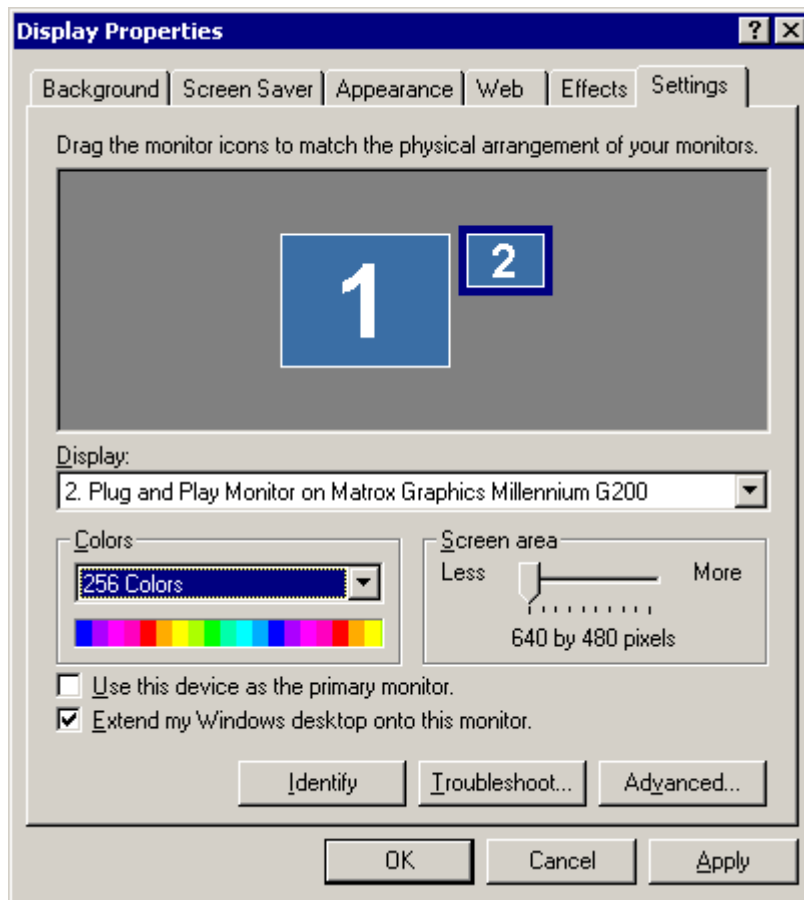 Display Properties
Background Screen Saver Appearance Web Effects Settings
Drag the monitor icons to match the physical arrangement of your monitors.
1 2
Display:
2. Plug and Play Monitor on Matrox Graphics Millennium G200
Colors
256 Colors
Screen area
Less More
640 by 480 pixels
Use this device as the primary monitor.
Extend my Windows desktop onto this monitor.
Identify Troubleshoot... Advanced...
OK Cancel Apply